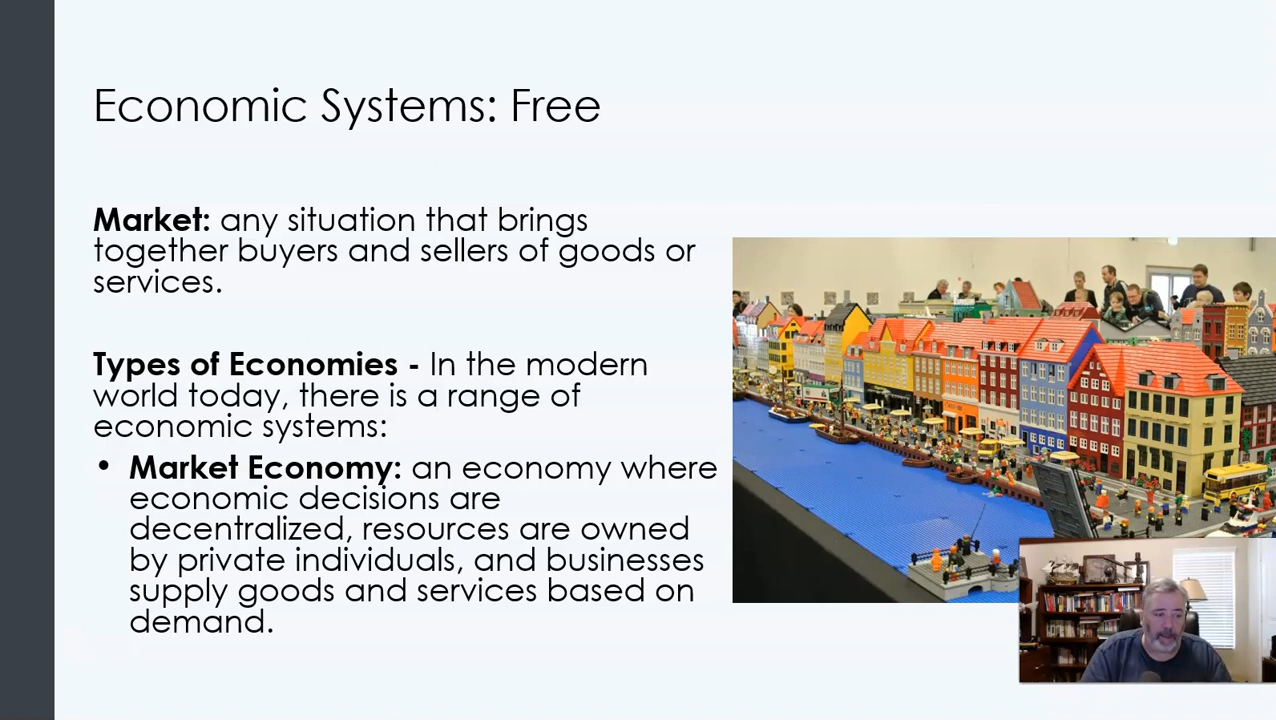 Economic Systems: Free
Market: any situation that brings
together buyers and sellers of goods or
services.
Types of Economies - In the modern
world today, there is a range of
economic systems:
• Market Economy: an economy where
economic decisions are
decentralized, resources are owned
by private individuals, and businesses
supply goods and services based on
demand.